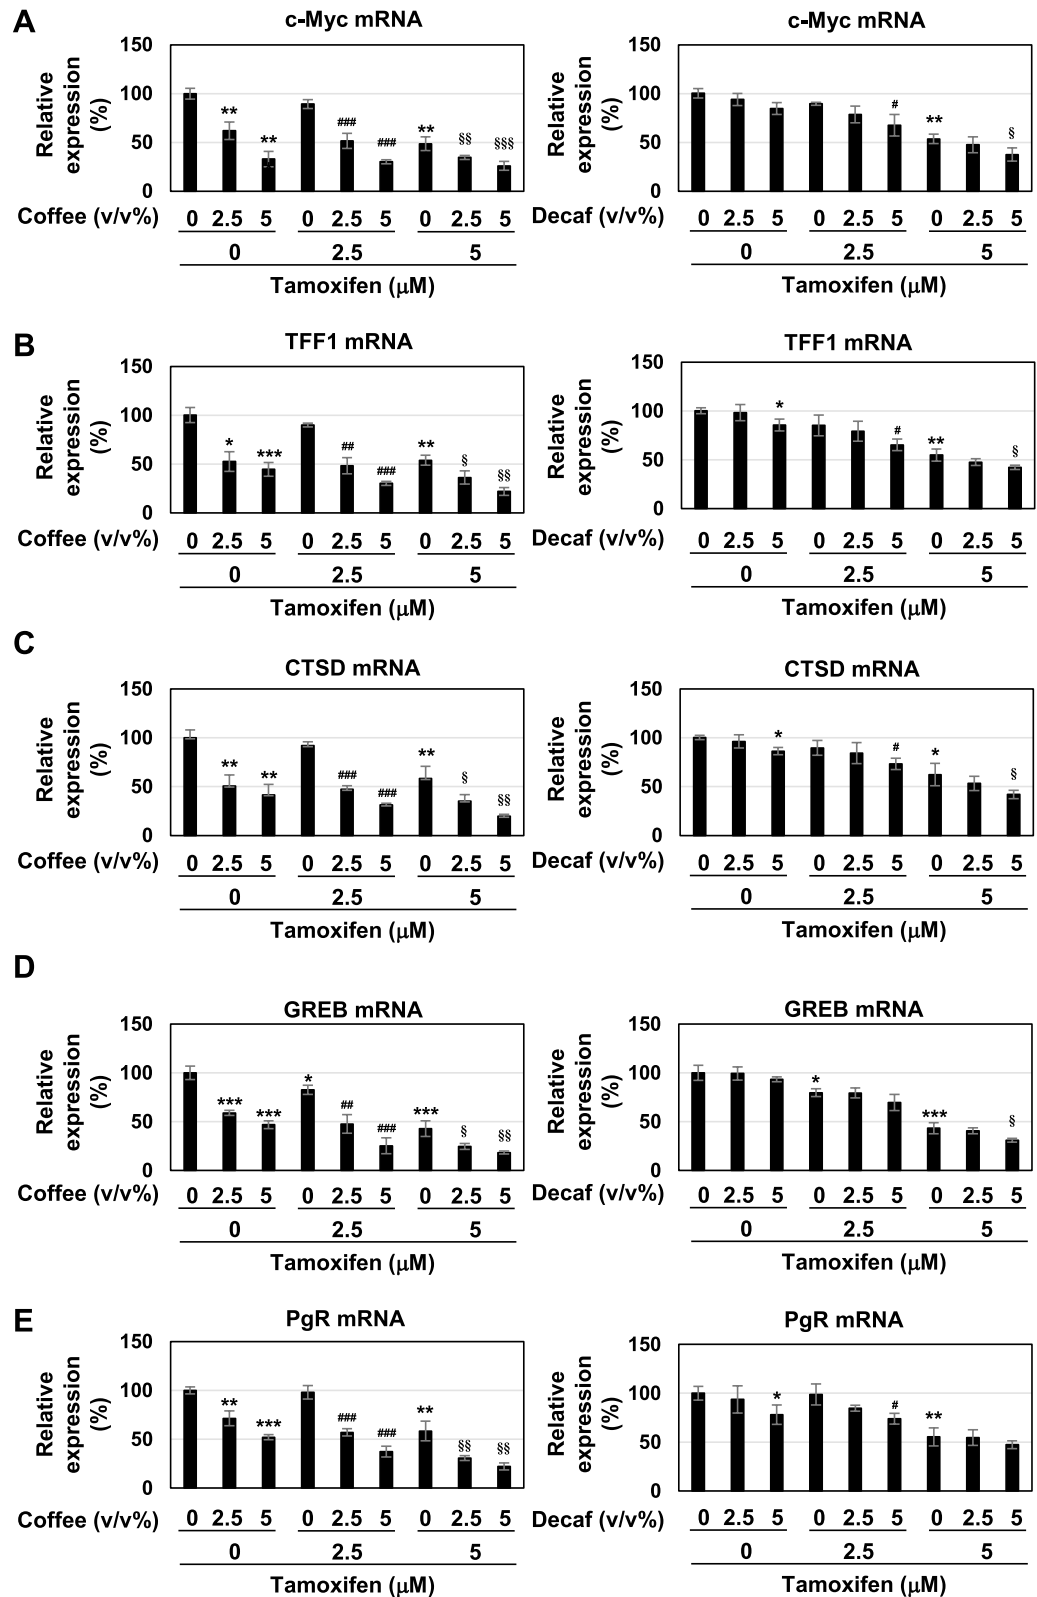 A
c-Myc mRNA
c-Myc mRNA
Relative expression (%)
150
100
50
0
** ** ### ### ** §§ §§§
Relative expression (%)
150
100
50
0
# ** §
Coffee (v/v%) 0 2.5 5 0 2.5 5 0 2.5 5
Decaf (v/v%) 0 2.5 5 0 2.5 5 0 2.5 5
0 2.5 5
0 2.5 5
Tamoxifen (μM)
Tamoxifen (μM)
B
TFF1 mRNA
TFF1 mRNA
Relative expression (%)
150
100
50
0
* *** ## ### ** § §§
Relative expression (%)
150
100
50
0
* # ** §
Coffee (v/v%) 0 2.5 5 0 2.5 5 0 2.5 5
Decaf (v/v%) 0 2.5 5 0 2.5 5 0 2.5 5
0 2.5 5
0 2.5 5
Tamoxifen (μM)
Tamoxifen (μM)
C
CTSD mRNA
CTSD mRNA
Relative expression (%)
150
100
50
0
** ** ### ### ** § §§
Relative expression (%)
150
100
50
0
* # * §
Coffee (v/v%) 0 2.5 5 0 2.5 5 0 2.5 5
Decaf (v/v%) 0 2.5 5 0 2.5 5 0 2.5 5
0 2.5 5
0 2.5 5
Tamoxifen (μM)
Tamoxifen (μM)
D
GREB mRNA
GREB mRNA
Relative expression (%)
150
100
50
0
*** *** * ## ### *** § §§
Relative expression (%)
150
100
50
0
* *** §
Coffee (v/v%) 0 2.5 5 0 2.5 5 0 2.5 5
Decaf (v/v%) 0 2.5 5 0 2.5 5 0 2.5 5
0 2.5 5
0 2.5 5
Tamoxifen (μM)
Tamoxifen (μM)
E
PgR mRNA
PgR mRNA
Relative expression (%)
150
100
50
0
** *** ### ### ** §§ §§
Relative expression (%)
150
100
50
0
* # **
Coffee (v/v%) 0 2.5 5 0 2.5 5 0 2.5 5
Decaf (v/v%) 0 2.5 5 0 2.5 5 0 2.5 5
0 2.5 5
0 2.5 5
Tamoxifen (μM)
Tamoxifen (μM)